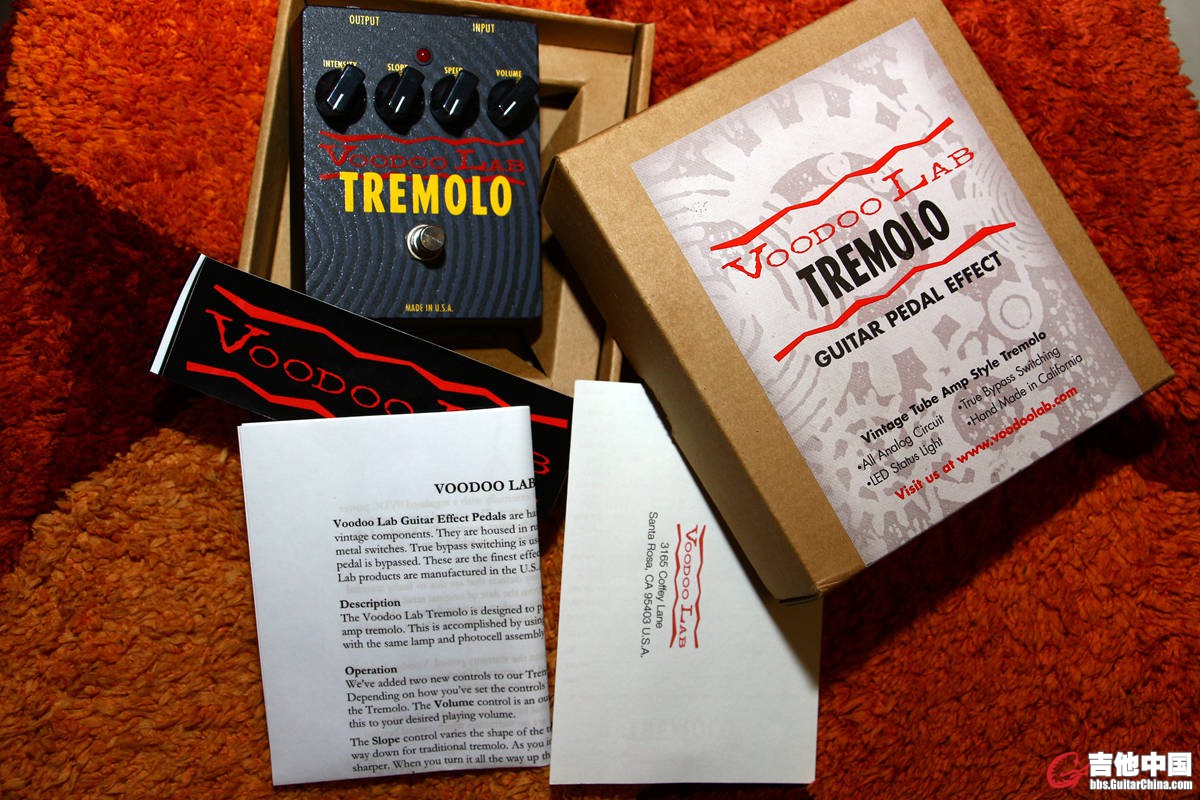 OUTPUT
INPUT
INTENSITY
SLOPE
SPEED
VOLUME
VOODOO LAB
TREMOLO
MADE IN U.S.A.
VOODOO LAB
TREMOLO
GUITAR PEDAL EFFECT
Vintage Tube Amp Style Tremolo
•All Analog Circuit •True Bypass Switching
•LED Status Light •Hand Made in California
Visit us at www.voodoolab.com
VOODOO
VOODOO LAB
Voodoo Lab Guitar Effect Pedals are
vintage components. They are housed in
metal switches. True bypass switching is
pedal is bypassed. These are the finest
Lab products are manufactured in the U.S.
Description
The Voodoo Lab Tremolo is designed to
amp tremolo. This is accomplished by
with the same lamp and photocell assembly
Operation
We've added two new controls to our
Depending on how you've set the controls
the Tremolo. The Volume control is an
this to your desired playing volume.
The Slope control varies the shape of the
way down for traditional tremolo. As you
sharper. When you turn it all the way up
VOODOO LAB
3165 Coffey Lane
Santa Rosa, CA 95403 U.S.A.
吉他中国
bbs.GuitarChina.com